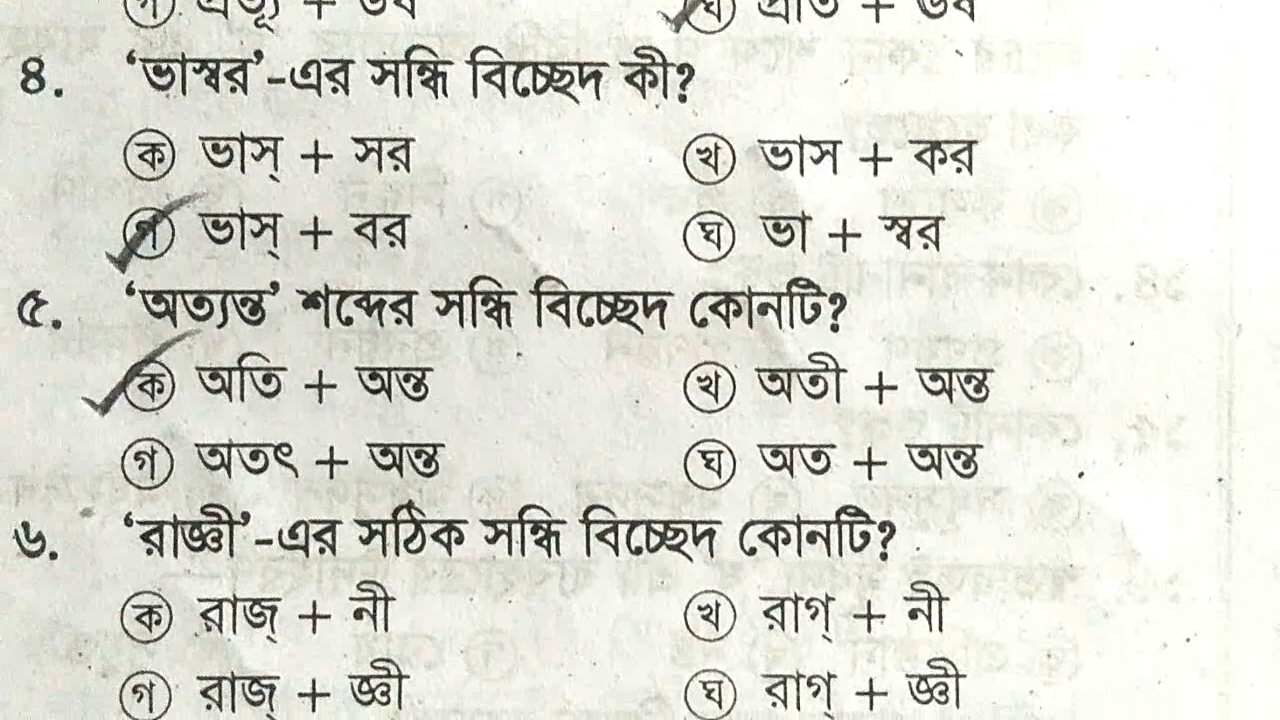 ৪. ‘ভাস্বর’-এর সন্ধি বিচ্ছেদ কী?
ক ভাস্ + সর খ ভাস + কর
গ ভাস্ + বর ঘ ভা + স্বর
৫. ‘অত্যন্ত’ শব্দের সন্ধি বিচ্ছেদ কোনটি?
ক অতি + অন্ত খ অতী + অন্ত
গ অতৎ + অন্ত ঘ অত + অন্ত
৬. ‘রাজ্ঞী’-এর সঠিক সন্ধি বিচ্ছেদ কোনটি?
ক রাজ্ + নী খ রাগ্ + নী
গ রাজ্ + জ্ঞী ঘ রাগ্ + জ্ঞী